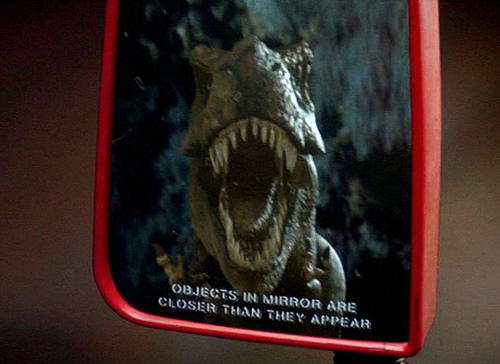 OBJECTS IN MIRROR ARE
CLOSER THAN THEY APPEAR